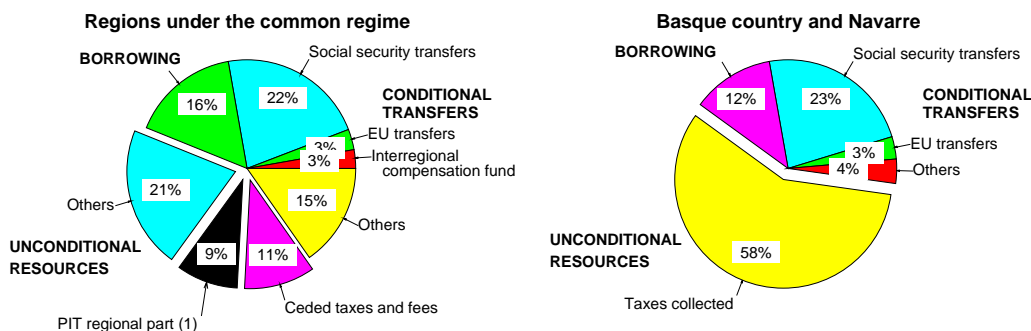 Regions under the common regime
Social security transfers
BORROWING
16%
22%
CONDITIONAL
TRANSFERS
3%
EU transfers
3%
Interregional
compensation fund
21%
15%
Others
Others
UNCONDITIONAL
RESOURCES
9%
11%
Ceded taxes and fees
PIT regional part (1)
Basque country and Navarre
Social security transfers
BORROWING
12%
23%
CONDITIONAL
TRANSFERS
3%
EU transfers
4%
Others
UNCONDITIONAL
RESOURCES
58%
Taxes collected